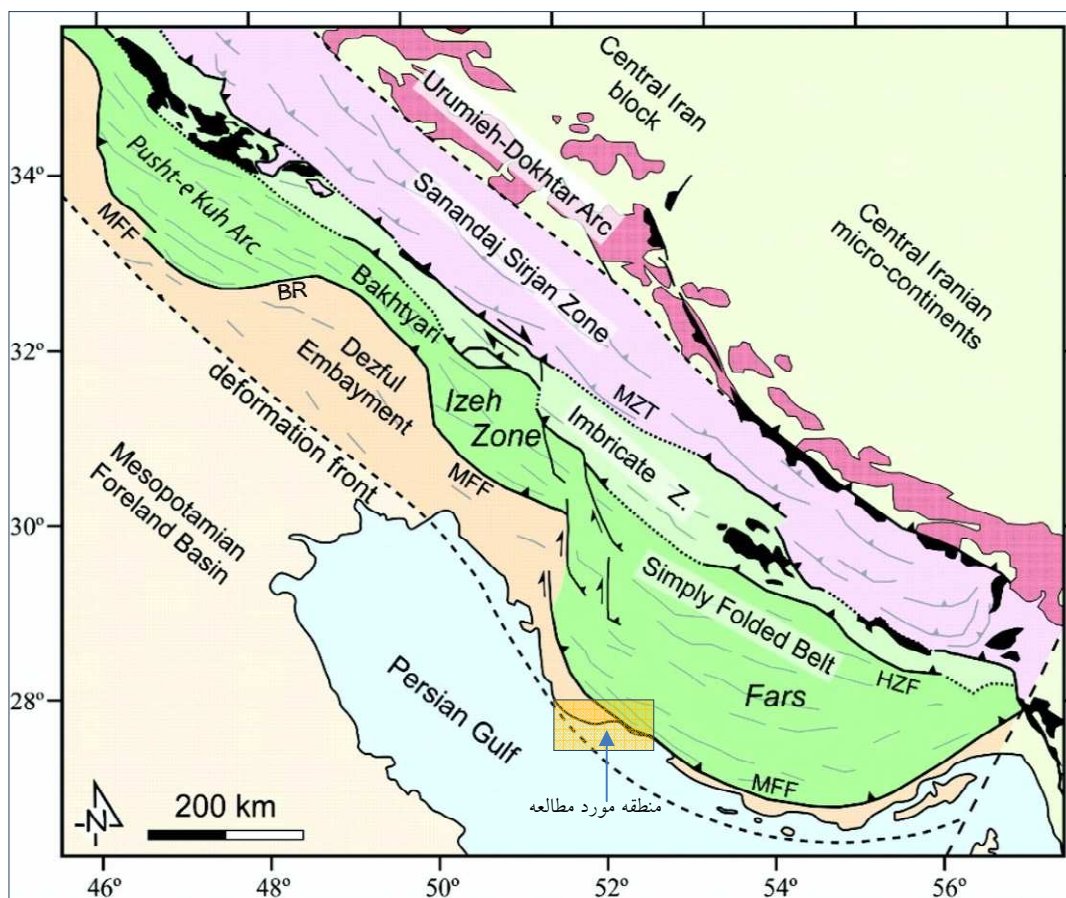 Central Iran
block
Urumieh-Dokhtar Arc
34º
Pusht-e Kuh Arc
Sanandaj Sirjan Zone
Central Iranian
micro-continents
MFF
BR
Bakhtyari
32º
Dezful
Embayment
deformation front
Izeh
Zone
MZT
Imbricate Z.
Mesopotamian
Foreland Basin
MFF
30º
Simply Folded Belt
Persian Gulf
HZF
Fars
28º
MFF
منطقه مورد مطالعه
N
200 km
46º
48º
50º
52º
54º
56º